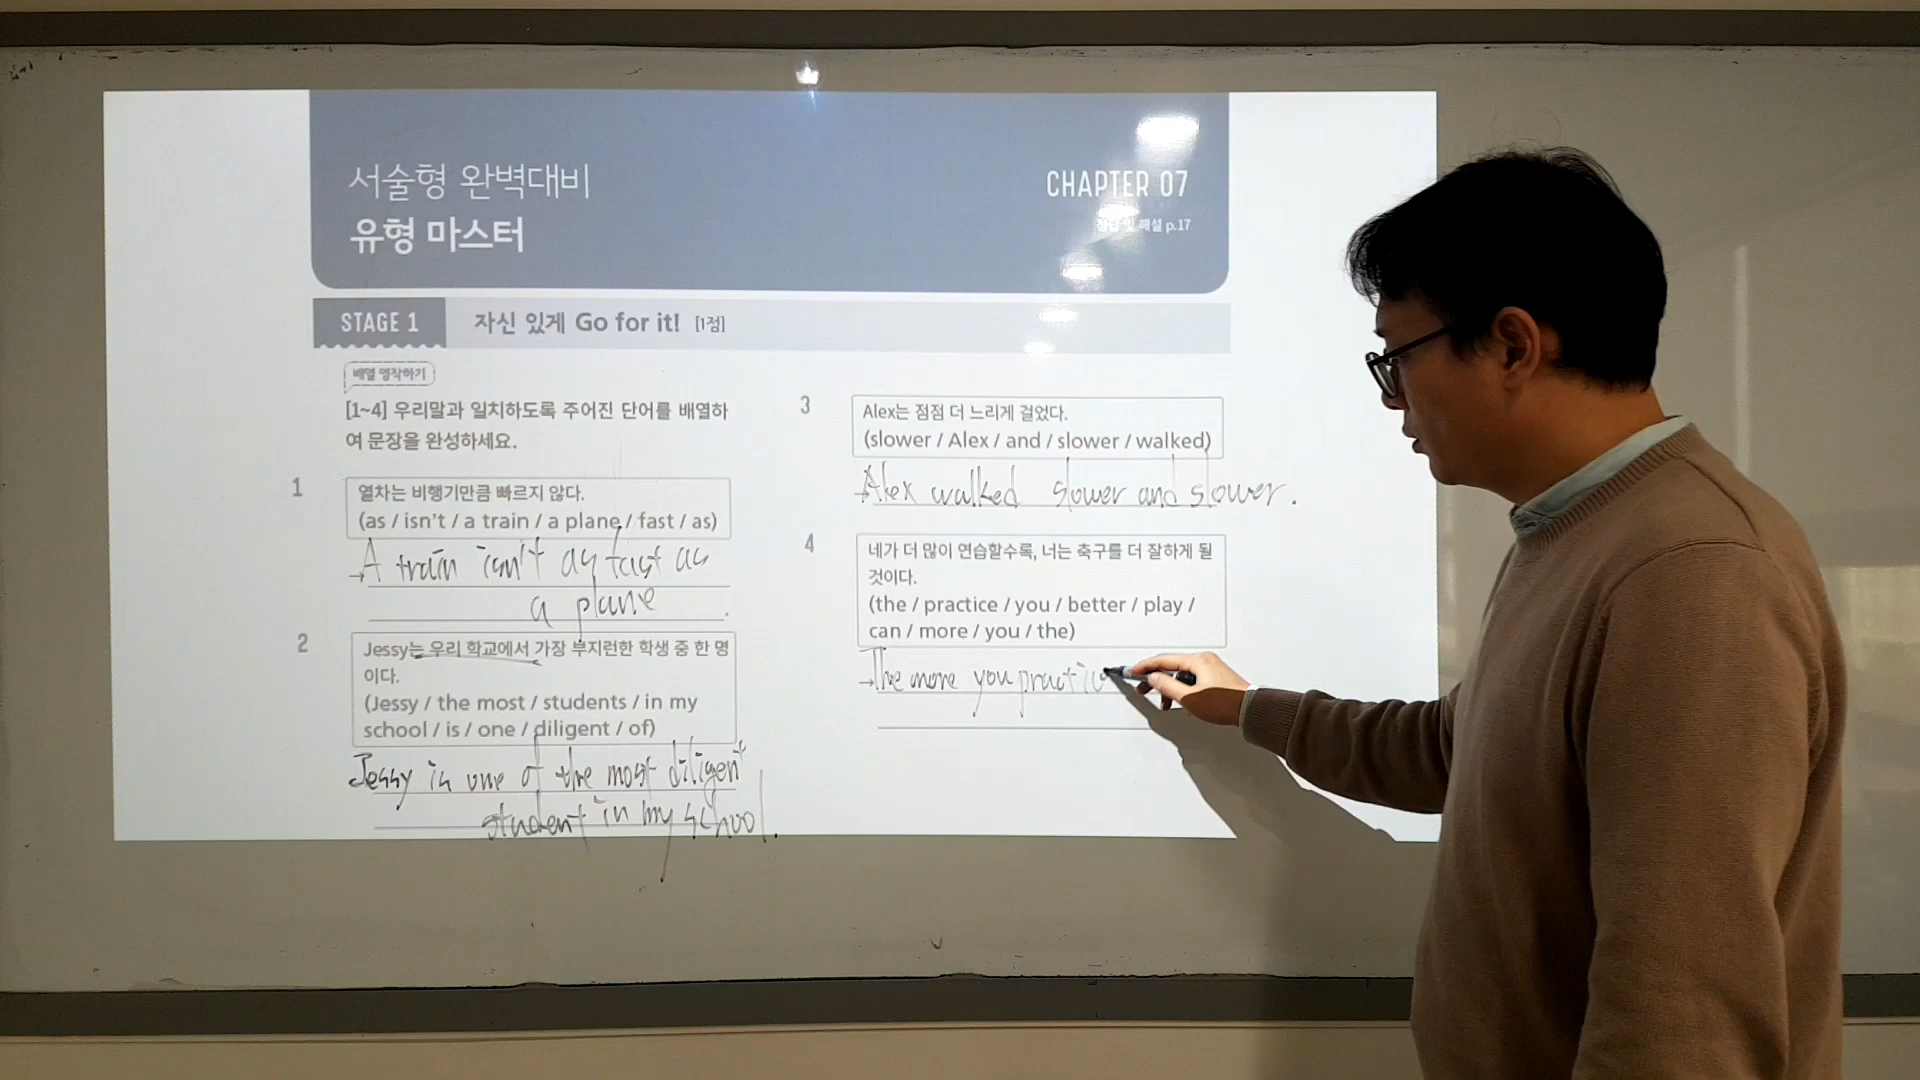 서술형 완벽대비
유형 마스터
CHAPTER 07
정답 및 해설 p.17
STAGE 1 자신 있게 Go for it! [1점]
배열 영작하기
[1~4] 우리말과 일치하도록 주어진 단어를 배열하
여 문장을 완성하세요.
1 열차는 비행기만큼 빠르지 않다.
(as / isn't / a train / a plane / fast / as)
→ A train isn't as fast as
a plane .
2 Jessy는 우리 학교에서 가장 부지런한 학생 중 한 명
이다.
(Jessy / the most / students / in my
school / is / one / diligent / of)
Jessy is one of the most diligent
student in my school.
3 Alex는 점점 더 느리게 걸었다.
(slower / Alex / and / slower / walked)
→ Alex walked slower and slower.
4 네가 더 많이 연습할수록, 너는 축구를 더 잘하게 될
것이다.
(the / practice / you / better / play /
can / more / you / the)
→ The more you practic